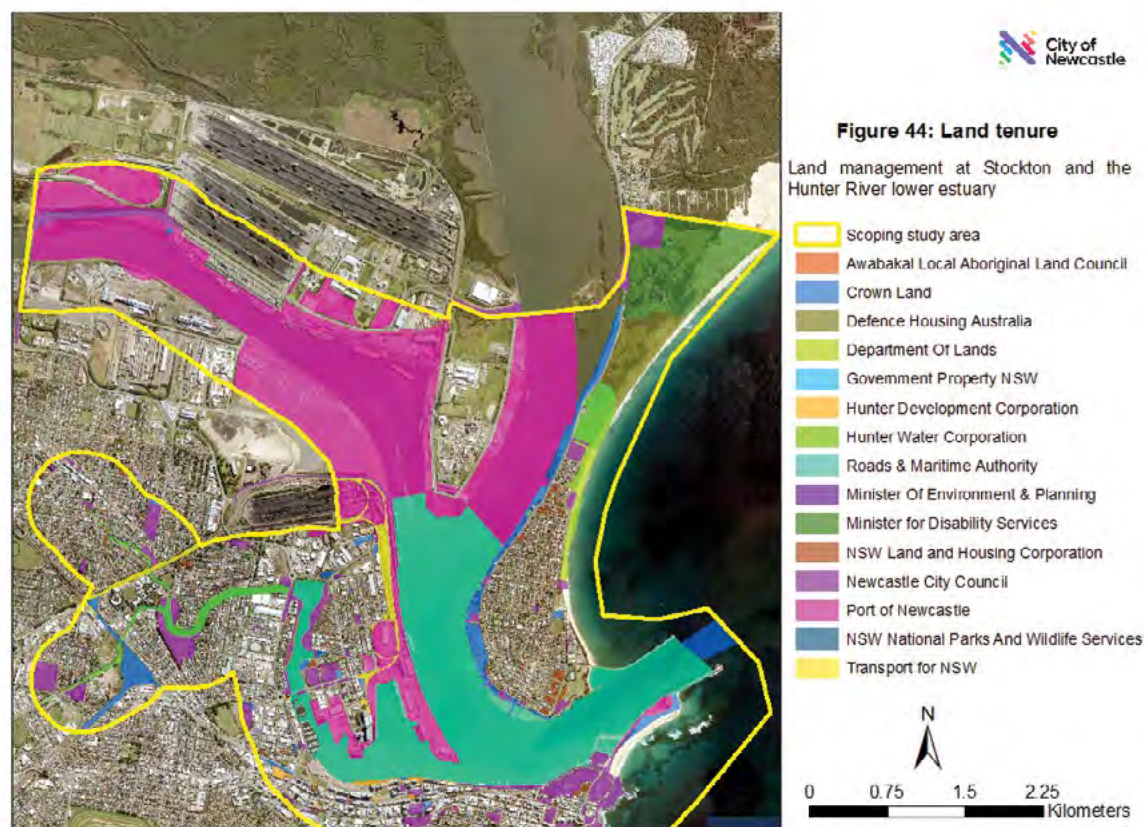 City of
Newcastle
Figure 44: Land tenure
Land management at Stockton and the
Hunter River lower estuary
Scoping study area
Awabakal Local Aboriginal Land Council
Crown Land
Defence Housing Australia
Department Of Lands
Government Property NSW
Hunter Development Corporation
Hunter Water Corporation
Roads & Maritime Authority
Minister Of Environment & Planning
Minister for Disability Services
NSW Land and Housing Corporation
Newcastle City Council
Port of Newcastle
NSW National Parks And Wildlife Services
Transport for NSW
N
0 0.75 1.5 2.25
Kilometers